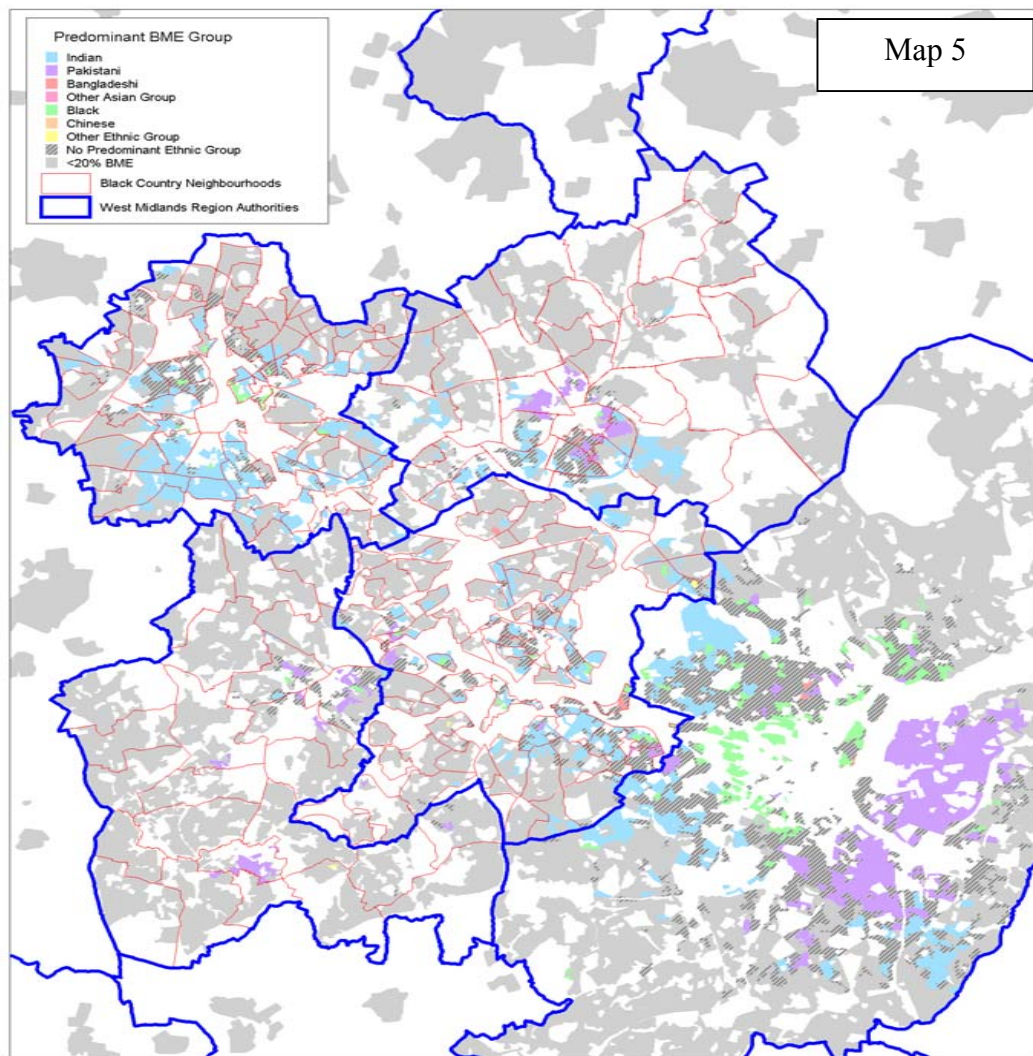 Map 5
Predominant BME Group
Indian
Pakistani
Bangladeshi
Other Asian Group
Black
Chinese
Other Ethnic Group
No Predominant Ethnic Group
<20% BME
Black Country Neighbourhoods
West Midlands Region Authorities